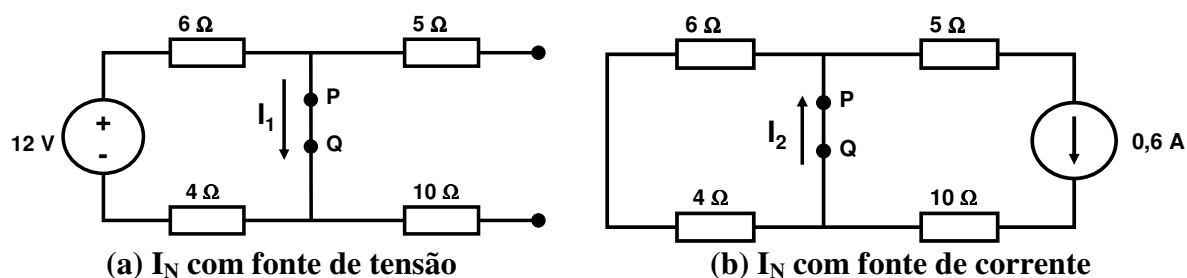 6 Ω
5 Ω
P
I1
+
12 V
-
Q
4 Ω
10 Ω
(a) IN com fonte de tensão
6 Ω
5 Ω
P
I2
0,6 A
Q
4 Ω
10 Ω
(b) IN com fonte de corrente